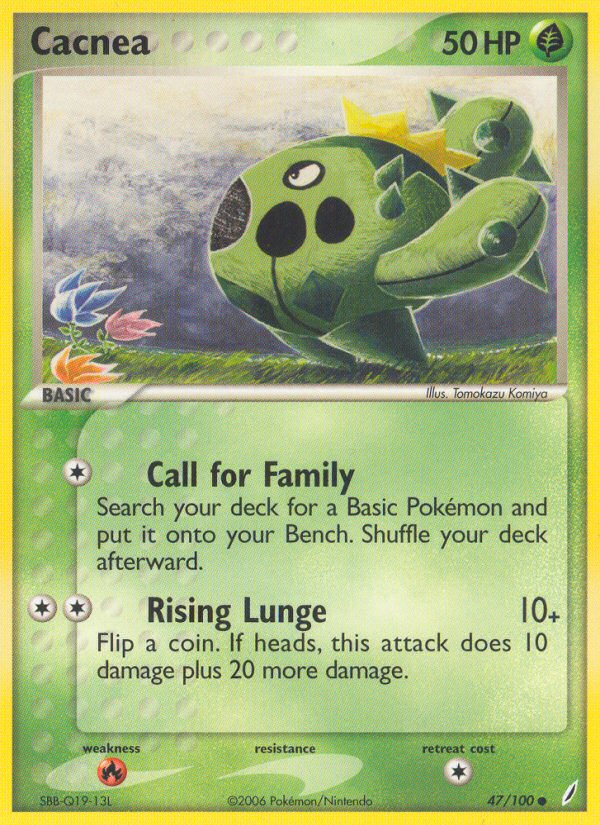 Cacnea 50 HP
BASIC
Illus. Tomokazu Komiya
Call for Family
Search your deck for a Basic Pokémon and
put it onto your Bench. Shuffle your deck
afterward.
Rising Lunge 10+
Flip a coin. If heads, this attack does 10
damage plus 20 more damage.
weakness resistance retreat cost
SBB-Q19-13L ©2006 Pokémon/Nintendo 47/100